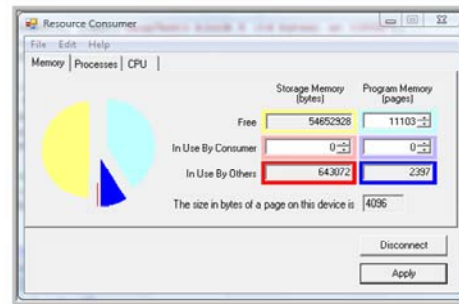 Resource Consumer
File Edit Help
Memory Processes CPU
Storage Memory (bytes) Program Memory (pages)
Free 54652928 11103
In Use By Consumer 0 0
In Use By Others 643072 2397
The size in bytes of a page on this device is 4096
Disconnect
Apply